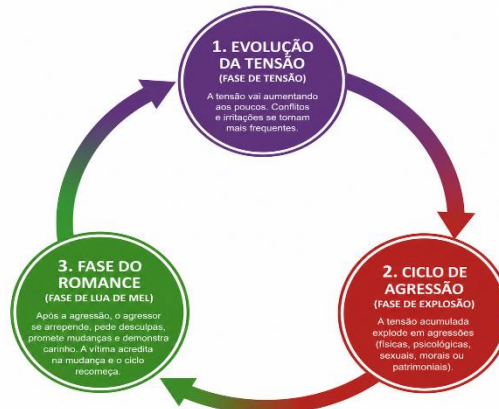 1. EVOLUÇÃO
DA TENSÃO
(FASE DE TENSÃO)
A tensão vai aumentando
aos poucos. Conflitos
e irritações se tornam
mais frequentes.
2. CICLO DE
AGRESSÃO
(FASE DE EXPLOSÃO)
A tensão acumulada
explode em agressões
(físicas, psicológicas,
sexuais, morais ou
patrimoniais).
3. FASE DO
ROMANCE
(FASE DE LUA DE MEL)
Após a agressão, o agressor
se arrepende, pede desculpas,
promete mudanças e demonstra
carinho. A vítima acredita
na mudança e o ciclo
recomeça.